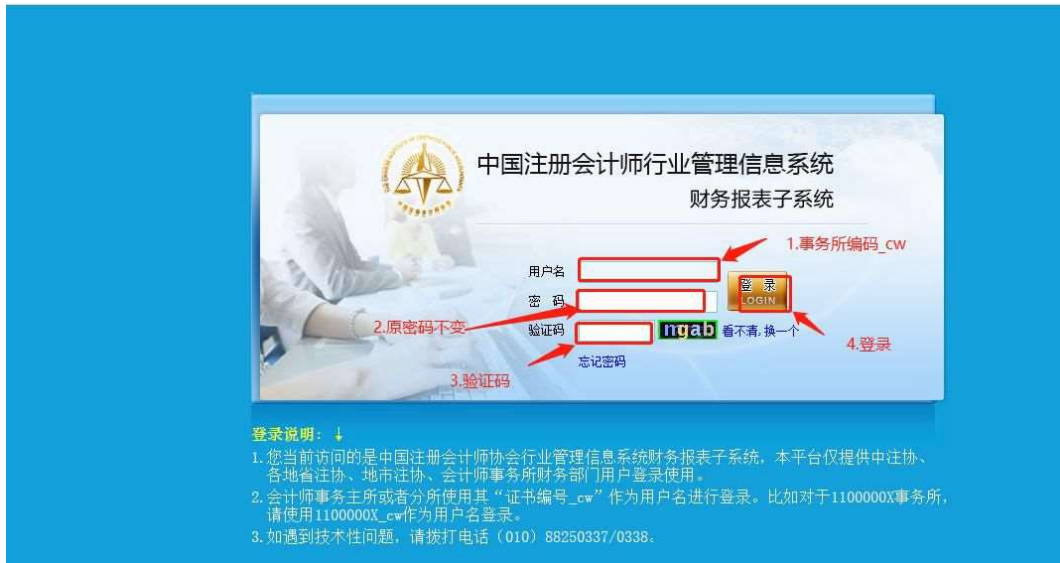 中国注册会计师行业管理信息系统
财务报表子系统
1.事务所编码_cw
用户名
登 录
LOGIN
密 码
2.原密码不变
验证码
mgab
看不清,换一个
4.登录
忘记密码
3.验证码
登录说明：↓
1.您当前访问的是中国注册会计师协会行业管理信息系统财务报表子系统，本平台仅提供中注协、
各地省注协、地市注协、会计师事务所财务部门用户登录使用。
2.会计师事务主所或者分所使用其“证书编号_cw”作为用户名进行登录。比如对于1100000X事务所，
请使用1100000X_cw作为用户名登录。
3.如遇到技术性问题，请拨打电话（010）88250337/0338。